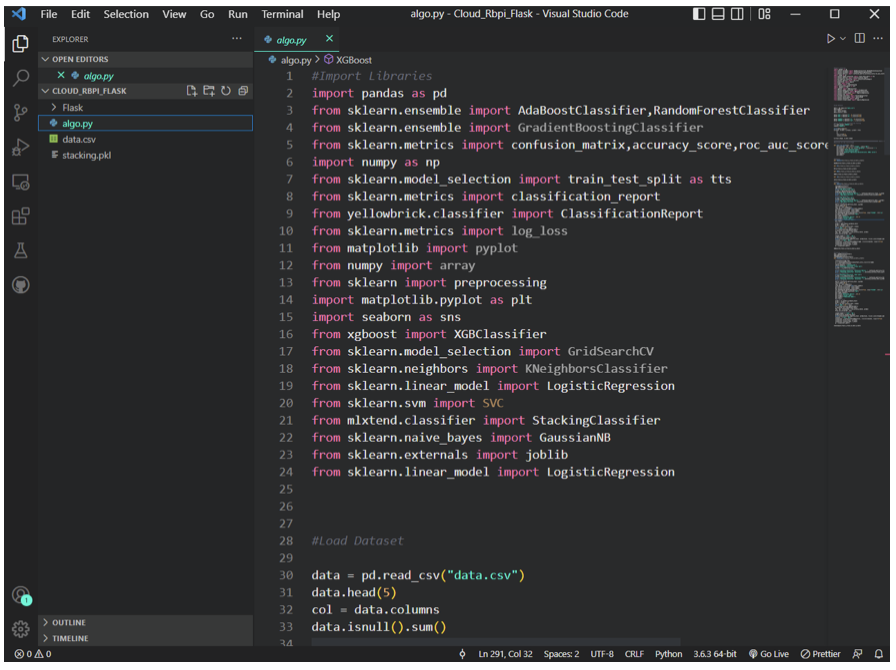 File Edit Selection View Go Run Terminal Help algo.py - Cloud_Rbpi_Flask - Visual Studio Code
EXPLORER ...
OPEN EDITORS
algo.py
CLOUD_RBPI_FLASK
Flask
algo.py
data.csv
stacking.pkl
OUTLINE
TIMELINE
algo.py
algo.py > XGBoost
1 #Import Libraries
2 import pandas as pd
3 from sklearn.ensemble import AdaBoostClassifier,RandomForestClassifier
4 from sklearn.ensemble import GradientBoostingClassifier
5 from sklearn.metrics import confusion_matrix,accuracy_score,roc_auc_score
6 import numpy as np
7 from sklearn.model_selection import train_test_split as tts
8 from sklearn.metrics import classification_report
9 from yellowbrick.classifier import ClassificationReport
10 from sklearn.metrics import log_loss
11 from matplotlib import pyplot
12 from numpy import array
13 from sklearn import preprocessing
14 import matplotlib.pyplot as plt
15 import seaborn as sns
16 from xgboost import XGBClassifier
17 from sklearn.model_selection import GridSearchCV
18 from sklearn.neighbors import KNeighborsClassifier
19 from sklearn.linear_model import LogisticRegression
20 from sklearn.svm import SVC
21 from mlxtend.classifier import StackingClassifier
22 from sklearn.naive_bayes import GaussianNB
23 from sklearn.externals import joblib
24 from sklearn.linear_model import LogisticRegression
25
26
27
28 #Load Dataset
29
30 data = pd.read_csv("data.csv")
31 data.head(5)
32 col = data.columns
33 data.isnull().sum()
34
0 0 Ln 291, Col 32 Spaces: 2 UTF-8 CRLF Python 3.6.3 64-bit Go Live Prettier